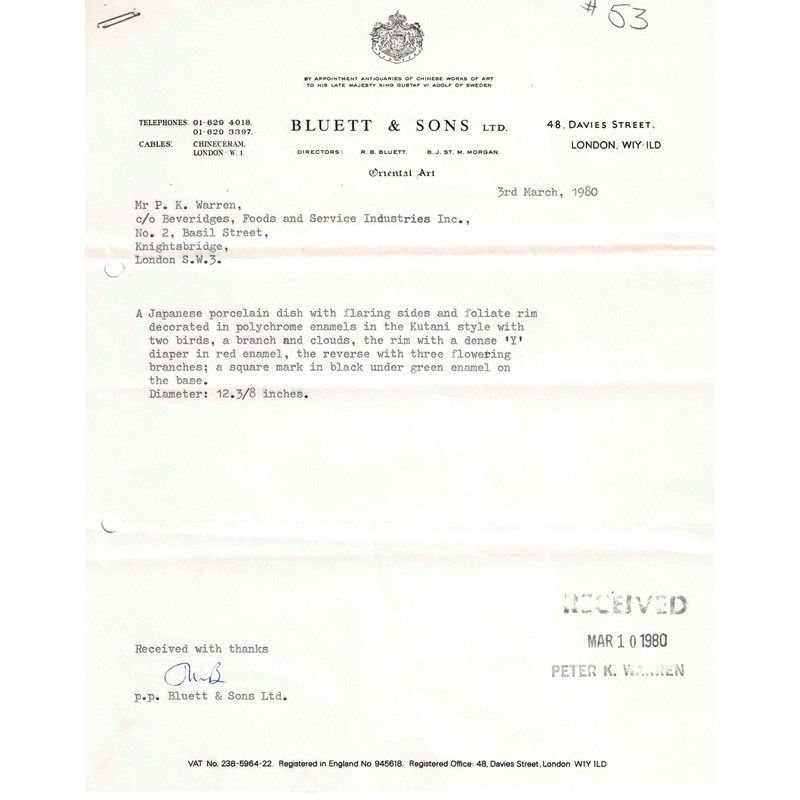 # 53
BY APPOINTMENT ANTIQUARIES OF CHINESE WORKS OF ART
TO HIS LATE MAJESTY KING GUSTAF VI ADOLF OF SWEDEN
TELEPHONES: 01-629 4018.
01-629 3397.
CABLES: CHINECERAM,
LONDON · W. 1.
BLUETT & SONS LTD.
DIRECTORS: R. B. BLUETT. B. J. ST. M. MORGAN.
Oriental Art
48, DAVIES STREET,
LONDON, W1Y·1LD
3rd March, 1980
Mr P. K. Warren,
c/o Beveridges, Foods and Service Industries Inc.,
No. 2, Basil Street,
Knightsbridge,
London S.W.3.
A Japanese porcelain dish with flaring sides and foliate rim
decorated in polychrome enamels in the Kutani style with
two birds, a branch and clouds, the rim with a dense 'Y'
diaper in red enamel, the reverse with three flowering
branches; a square mark in black under green enamel on
the base.
Diameter: 12.3/8 inches.
RECEIVED
MAR 10 1980
PETER K. WARREN
Received with thanks
p.p. Bluett & Sons Ltd.
VAT No. 238-5964-22. Registered in England No 945618. Registered Office: 48, Davies Street, London W1Y 1LD